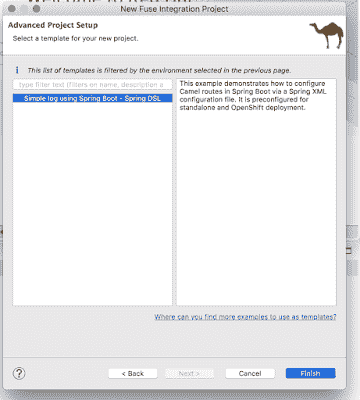 New Fuse Integration Project
Advanced Project Setup
Select a template for your new project.
This list of templates is filtered by the environment selected in the previous page.
type filter text (filters on name, description a
Simple log using Spring Boot - Spring DSL
This example demonstrates how to configure
Camel routes in Spring Boot via a Spring XML
configuration file. It is preconfigured for
standalone and OpenShift deployment.
Where can you find more examples to use as templates?
? < Back Next > Cancel Finish